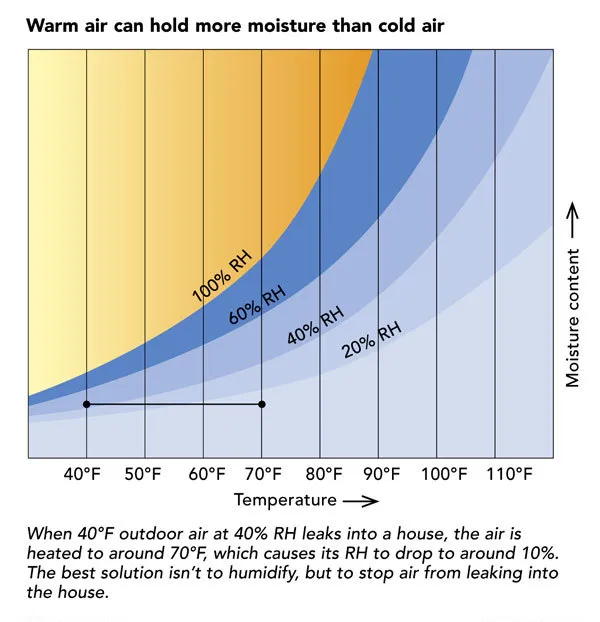 Warm air can hold more moisture than cold air
100% RH
60% RH
40% RH
20% RH
Moisture content
40°F 50°F 60°F 70°F 80°F 90°F 100°F 110°F
Temperature
When 40°F outdoor air at 40% RH leaks into a house, the air is
heated to around 70°F, which causes its RH to drop to around 10%.
The best solution isn't to humidify, but to stop air from leaking into
the house.